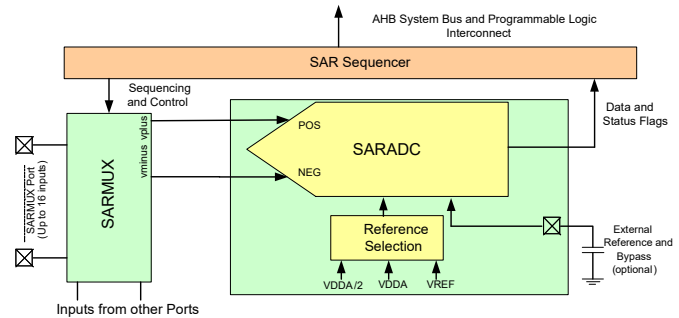 AHB System Bus and Programmable Logic
Interconnect
SAR Sequencer
Sequencing
and Control
Data and
Status Flags
vminus vplus
POS
NEG
SARADC
SARMUX
SARMUX Port
(Up to 16 inputs)
Reference
Selection
External
Reference and
Bypass
(optional)
VDDA/2
VDDA
VREF
Inputs from other Ports